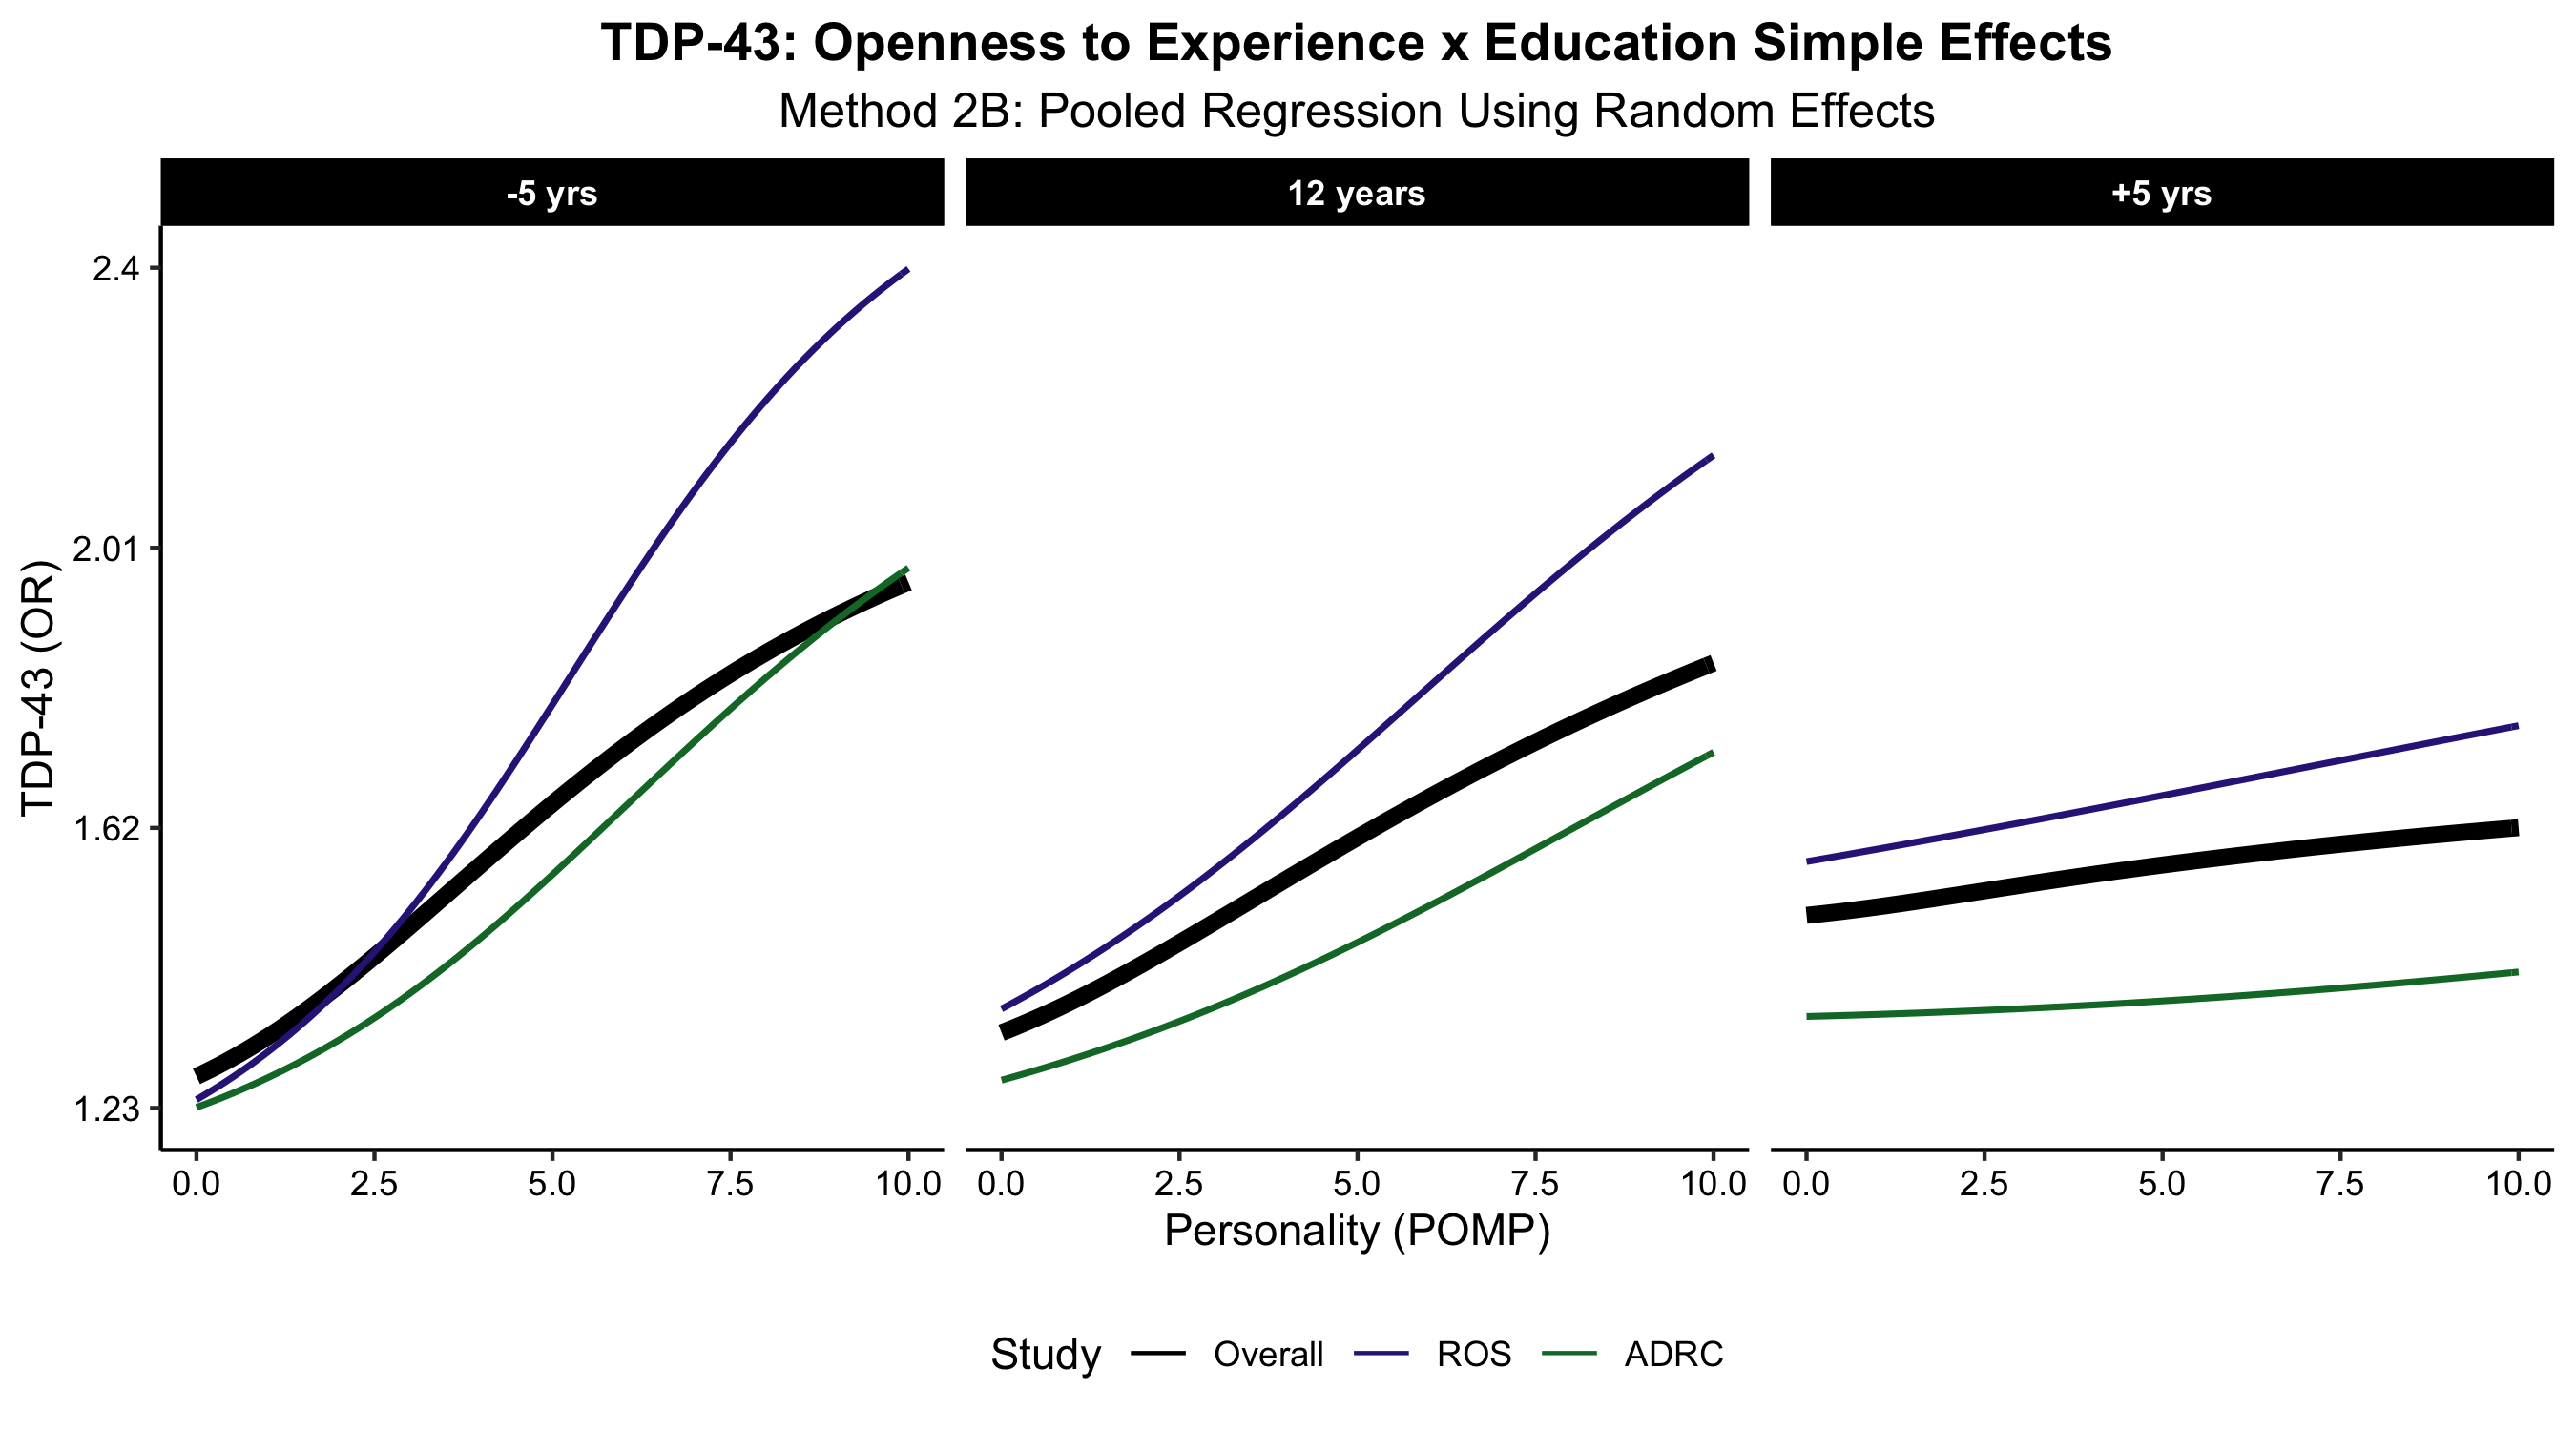 TDP-43: Openness to Experience x Education Simple Effects
Method 2B: Pooled Regression Using Random Effects
-5 yrs 12 years +5 yrs
2.4
2.01
1.62
1.23
TDP-43 (OR)
0.0 2.5 5.0 7.5 10.0 0.0 2.5 5.0 7.5 10.0 0.0 2.5 5.0 7.5 10.0
Personality (POMP)
Study Overall ROS ADRC